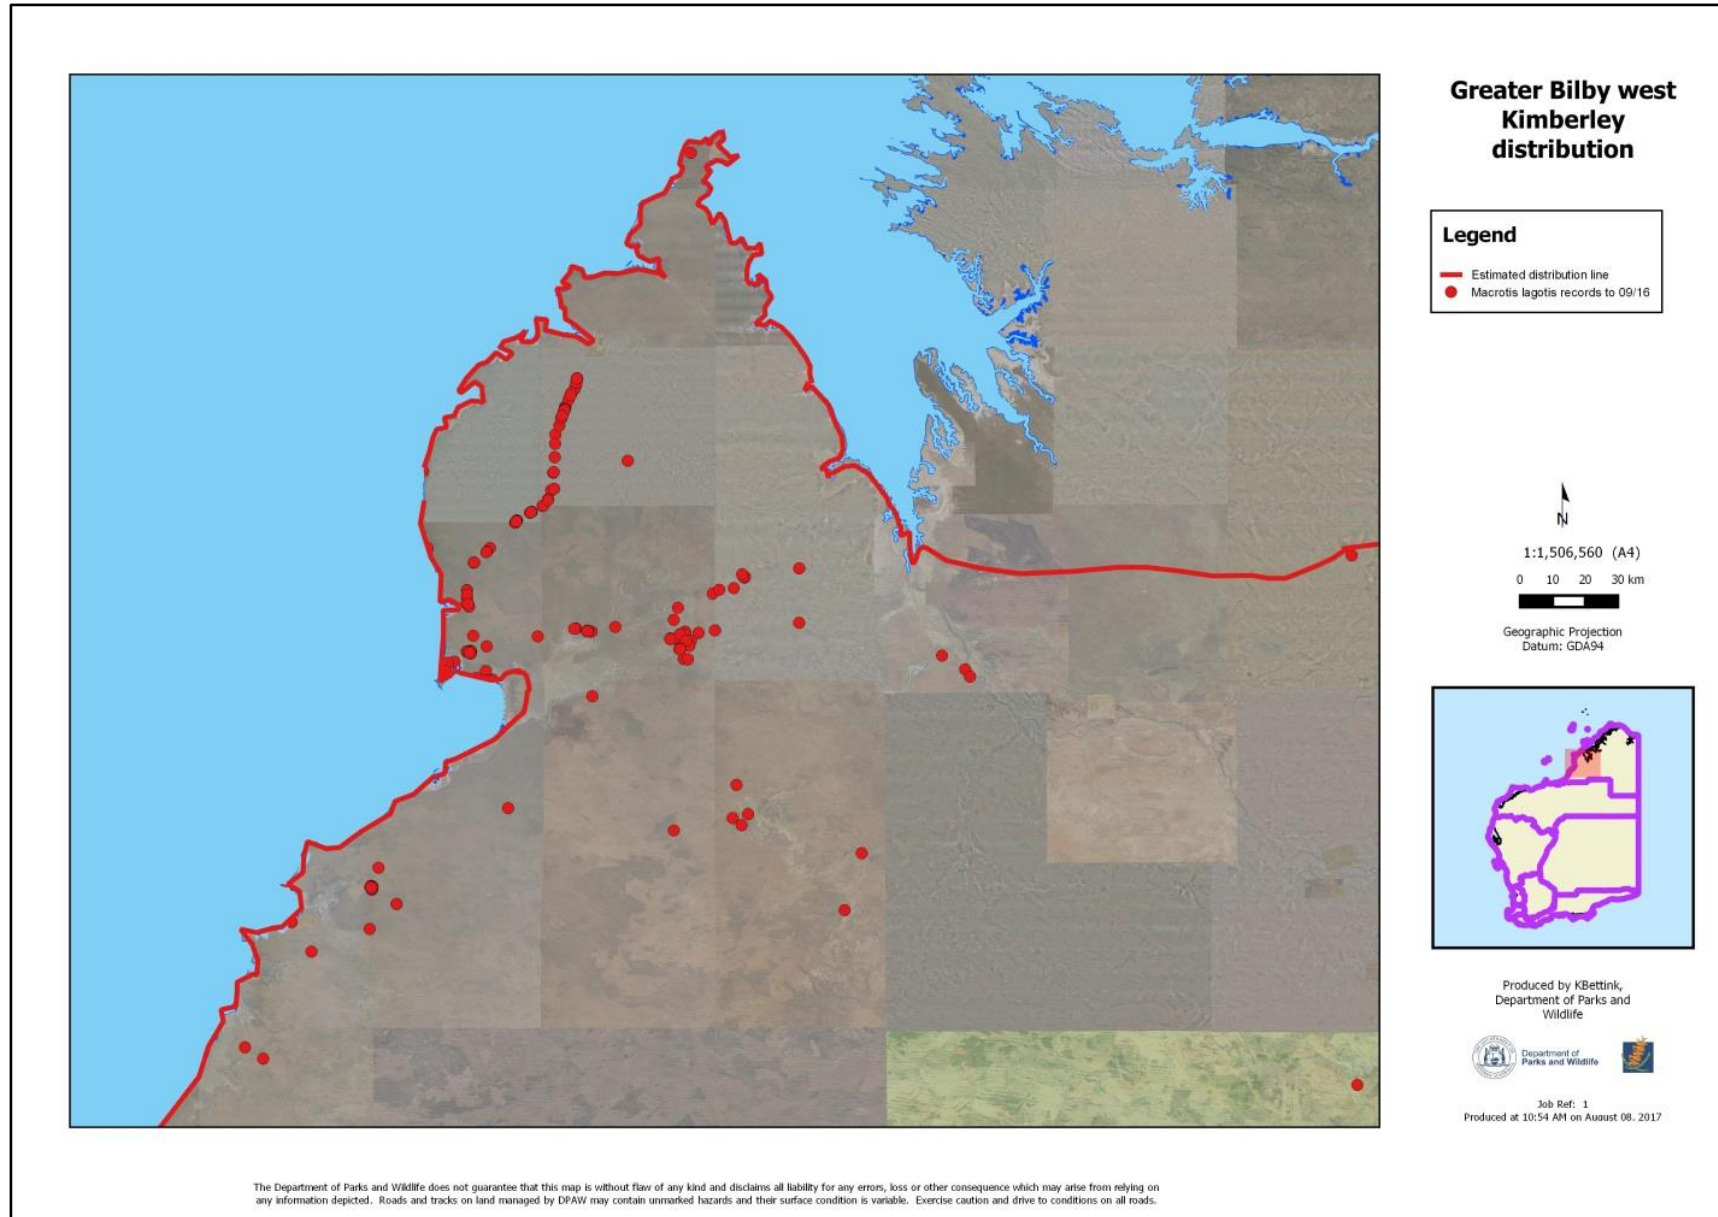 Greater Bilby west
Kimberley
distribution
Legend
Estimated distribution line
Macrotis lagotis records to 09/16
N
1:1,506,560 (A4)
0 10 20 30 km
Geographic Projection
Datum: GDA94
Produced by KBettink,
Department of Parks and
Wildlife
Department of
Parks and Wildlife
Job Ref: 1
Produced at 10:54 AM on August 08, 2017
The Department of Parks and Wildlife does not guarantee that this map is without flaw of any kind and disclaims all liability for any errors, loss or other consequence which may arise from relying on
any information depicted. Roads and tracks on land managed by DPAW may contain unmarked hazards and their surface condition is variable. Exercise caution and drive to conditions on all roads.